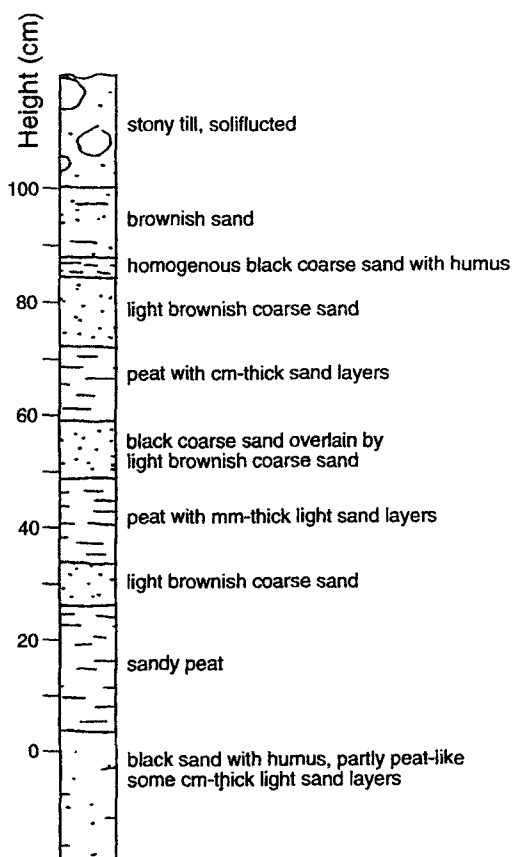 Height (cm)
stony till, soliflucted
100
brownish sand
homogenous black coarse sand with humus
80
light brownish coarse sand
peat with cm-thick sand layers
60
black coarse sand overlain by
light brownish coarse sand
peat with mm-thick light sand layers
40
light brownish coarse sand
20
sandy peat
0
black sand with humus, partly peat-like
some cm-thick light sand layers